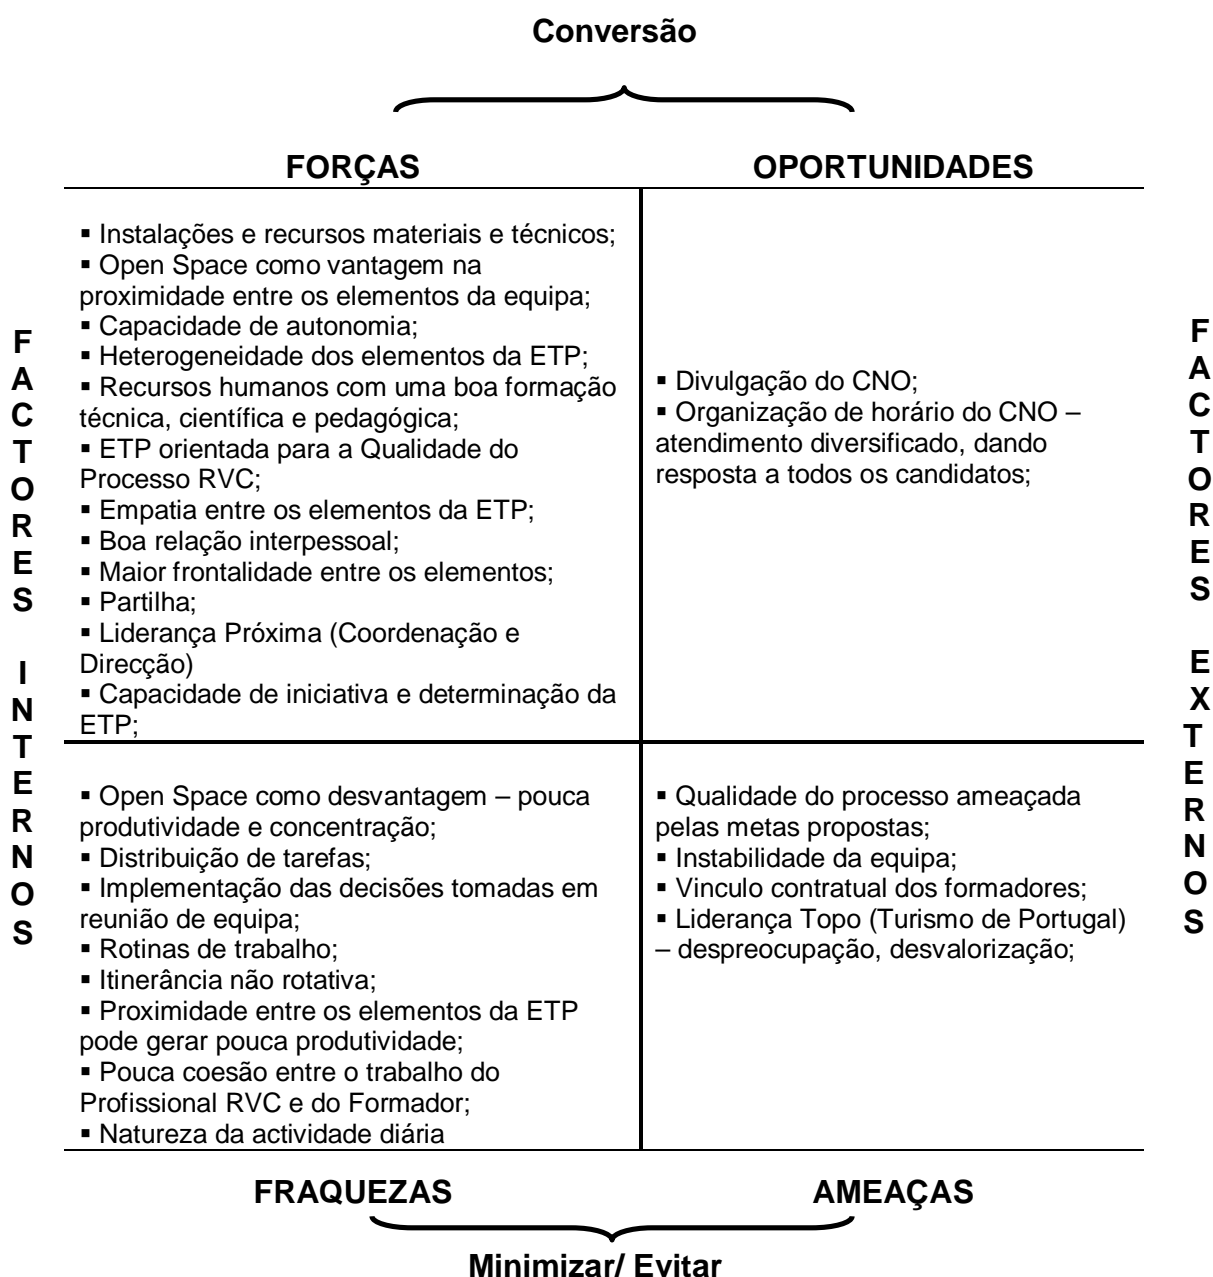 Conversão
FORÇAS
OPORTUNIDADES
FACTORES INTERNOS
▪ Instalações e recursos materiais e técnicos;
▪ Open Space como vantagem na
proximidade entre os elementos da equipa;
▪ Capacidade de autonomia;
▪ Heterogeneidade dos elementos da ETP;
▪ Recursos humanos com uma boa formação
técnica, científica e pedagógica;
▪ ETP orientada para a Qualidade do
Processo RVC;
▪ Empatia entre os elementos da ETP;
▪ Boa relação interpessoal;
▪ Maior frontalidade entre os elementos;
▪ Partilha;
▪ Liderança Próxima (Coordenação e
Direcção)
▪ Capacidade de iniciativa e determinação da
ETP;
▪ Divulgação do CNO;
▪ Organização de horário do CNO –
atendimento diversificado, dando
resposta a todos os candidatos;
FACTORES EXTERNOS
▪ Open Space como desvantagem – pouca
produtividade e concentração;
▪ Distribuição de tarefas;
▪ Implementação das decisões tomadas em
reunião de equipa;
▪ Rotinas de trabalho;
▪ Itinerância não rotativa;
▪ Proximidade entre os elementos da ETP
pode gerar pouca produtividade;
▪ Pouca coesão entre o trabalho do
Profissional RVC e do Formador;
▪ Natureza da actividade diária
▪ Qualidade do processo ameaçada
pelas metas propostas;
▪ Instabilidade da equipa;
▪ Vinculo contratual dos formadores;
▪ Liderança Topo (Turismo de Portugal)
– despreocupação, desvalorização;
FRAQUEZAS
AMEAÇAS
Minimizar/ Evitar